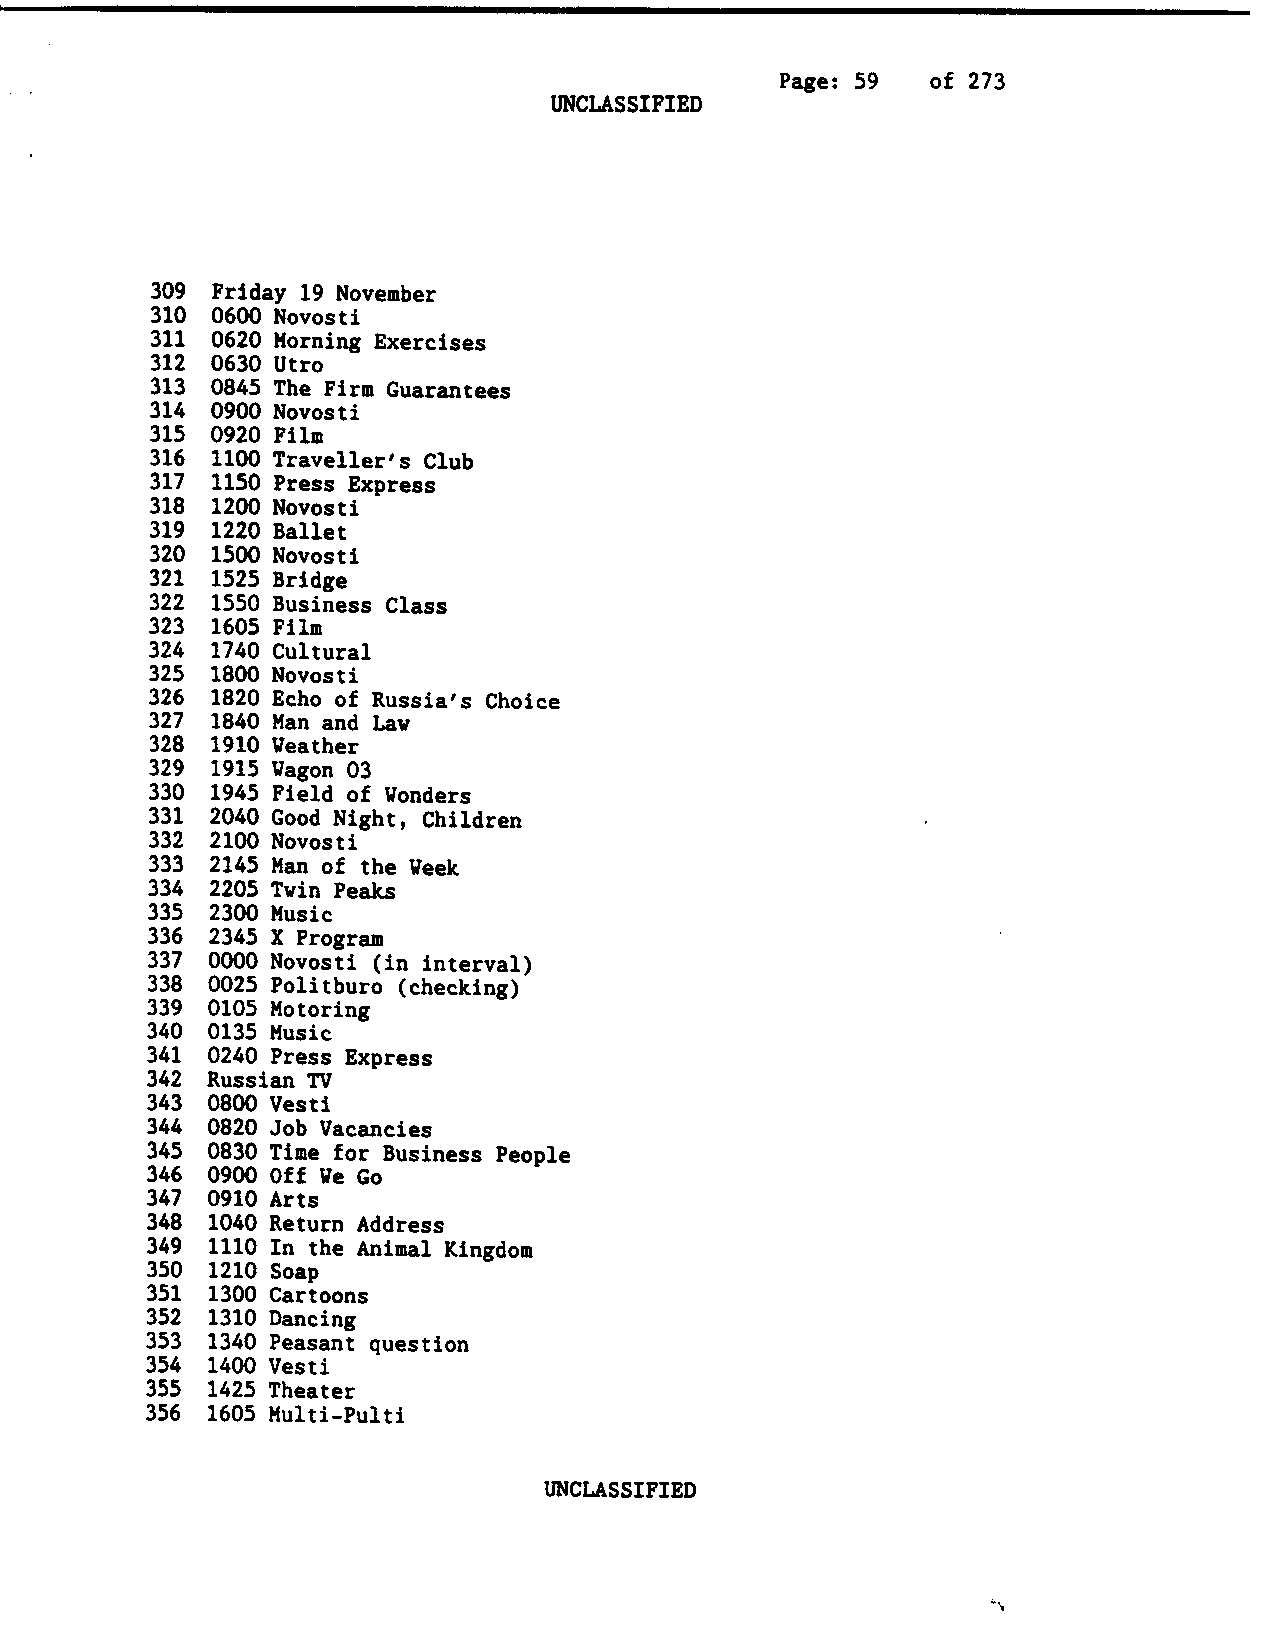 Page: 59 of 273
UNCLASSIFIED
309 Friday 19 November
310 0600 Novosti
311 0620 Morning Exercises
312 0630 Utro
313 0845 The Firm Guarantees
314 0900 Novosti
315 0920 Film
316 1100 Traveller's Club
317 1150 Press Express
318 1200 Novosti
319 1220 Ballet
320 1500 Novosti
321 1525 Bridge
322 1550 Business Class
323 1605 Film
324 1740 Cultural
325 1800 Novosti
326 1820 Echo of Russia's Choice
327 1840 Man and Law
328 1910 Weather
329 1915 Wagon 03
330 1945 Field of Wonders
331 2040 Good Night, Children
332 2100 Novosti
333 2145 Man of the Week
334 2205 Twin Peaks
335 2300 Music
336 2345 X Program
337 0000 Novosti (in interval)
338 0025 Politburo (checking)
339 0105 Motoring
340 0135 Music
341 0240 Press Express
342 Russian TV
343 0800 Vesti
344 0820 Job Vacancies
345 0830 Time for Business People
346 0900 Off We Go
347 0910 Arts
348 1040 Return Address
349 1110 In the Animal Kingdom
350 1210 Soap
351 1300 Cartoons
352 1310 Dancing
353 1340 Peasant question
354 1400 Vesti
355 1425 Theater
356 1605 Multi-Pulti
UNCLASSIFIED